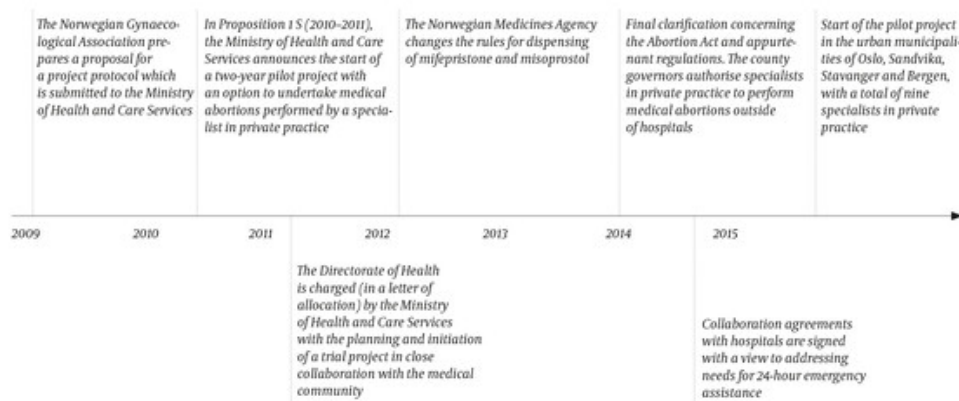 The Norwegian Gynaeco-
logical Association pre-
pares a proposal for
a project protocol which
is submitted to the Ministry
of Health and Care Services
In Proposition 1 S (2010–2011),
the Ministry of Health and Care
Services announces the start of
a two-year pilot project with
an option to undertake medical
abortions performed by a specia-
list in private practice
The Norwegian Medicines Agency
changes the rules for dispensing
of mifepristone and misoprostol
Final clarification concerning
the Abortion Act and appurte-
nant regulations. The county
governors authorise specialists
in private practice to perform
medical abortions outside
of hospitals
Start of the pilot project
in the urban municipali-
ties of Oslo, Sandvika,
Stavanger and Bergen,
with a total of nine
specialists in private
practice
2009 2010 2011 2012 2013 2014 2015
The Directorate of Health
is charged (in a letter of
allocation) by the Ministry
of Health and Care Services
with the planning and initiation
of a trial project in close
collaboration with the medical
community
Collaboration agreements
with hospitals are signed
with a view to addressing
needs for 24-hour emergency
assistance